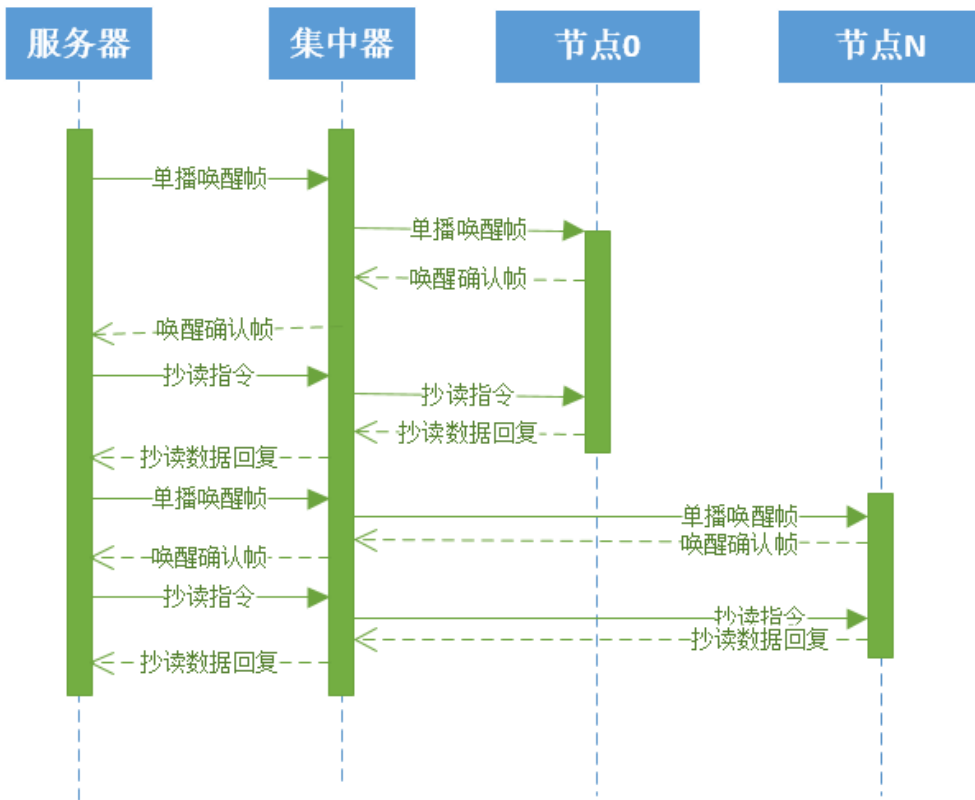 服务器
集中器
节点0
节点N
单播唤醒帧
单播唤醒帧
唤醒确认帧
唤醒确认帧
抄读指令
抄读指令
抄读数据回复
抄读数据回复
单播唤醒帧
单播唤醒帧
唤醒确认帧
唤醒确认帧
抄读指令
抄读指令
抄读数据回复
抄读数据回复